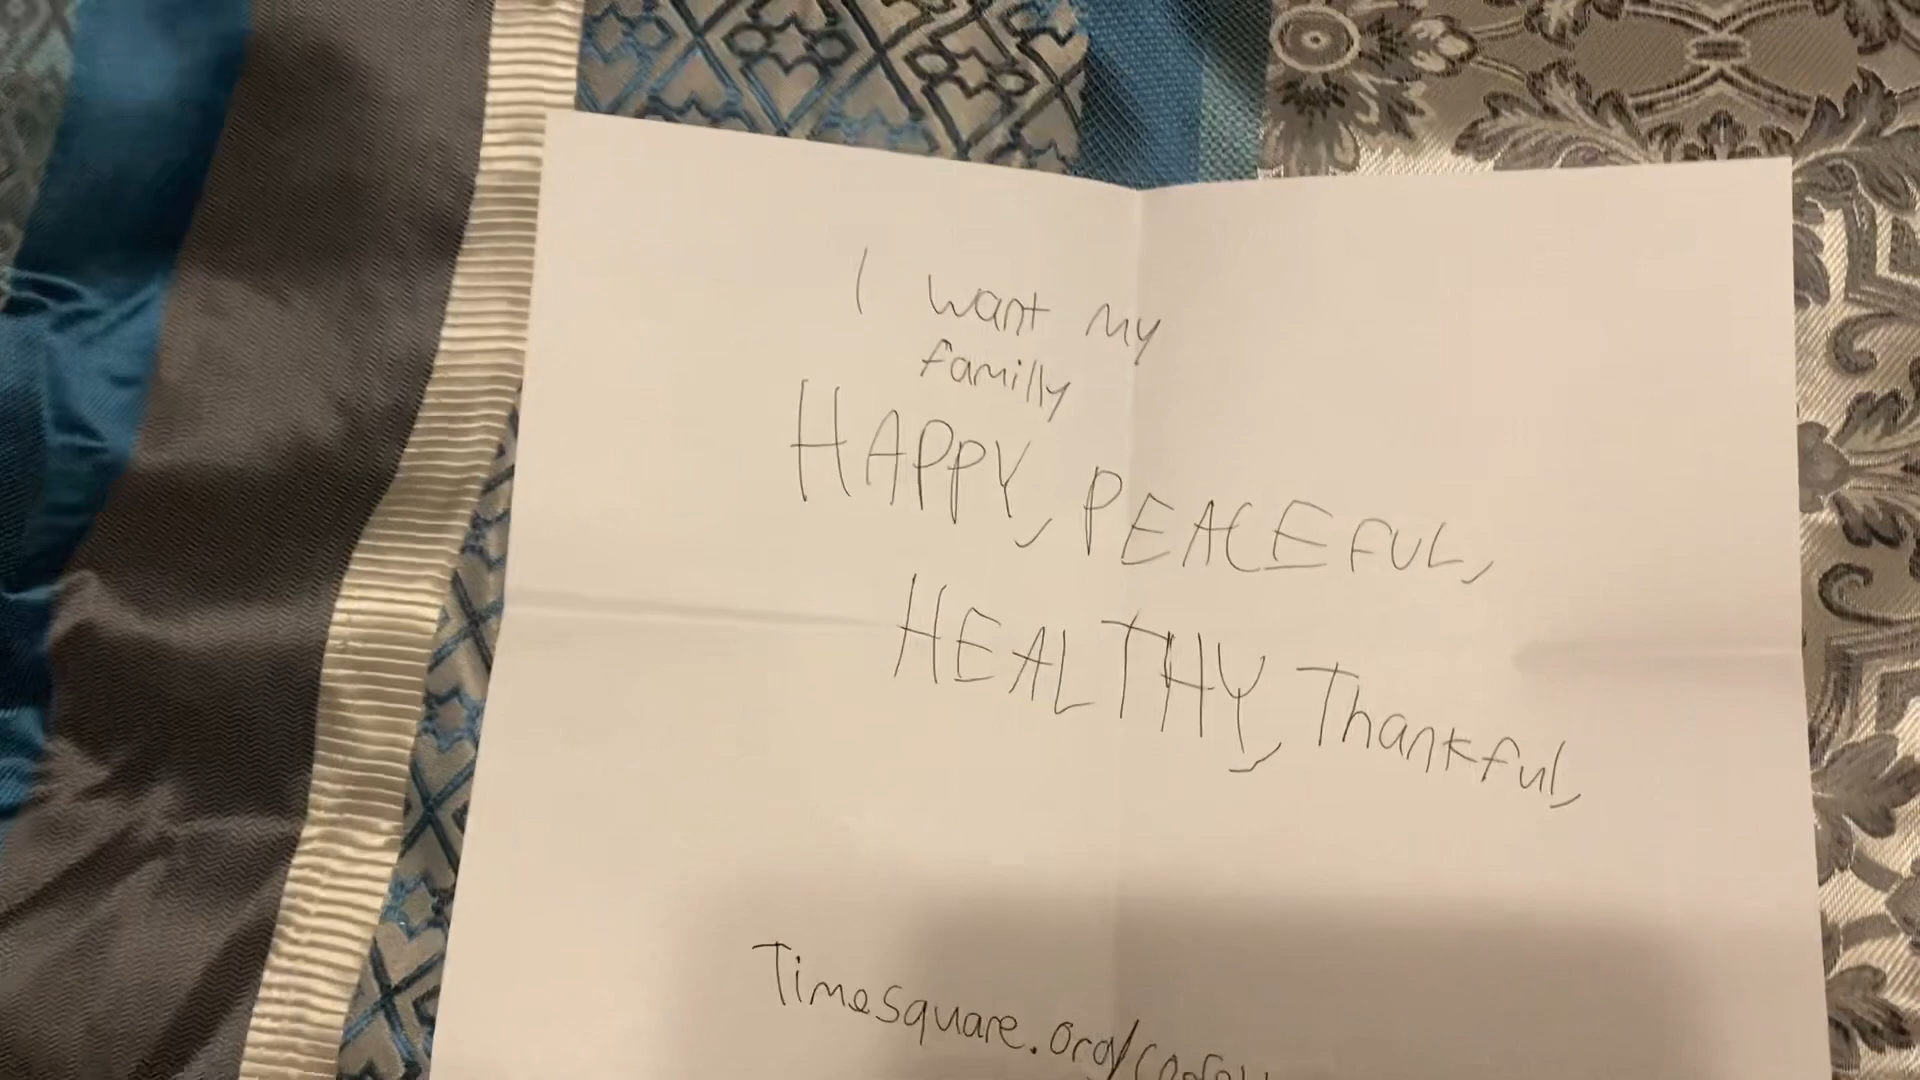 I want my
familly
HAPPY, PEACEFUL,
HEALTHY, Thankful,
Timesquare.org/